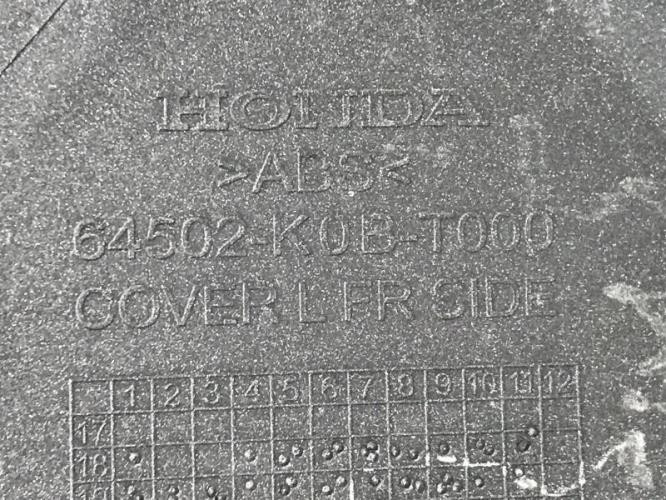 HONDA
>ABS<
64502-K0B-T000
COVER L FR SIDE
1 2 3 4 5 6 7 8 9 10 11 12
17
18
19